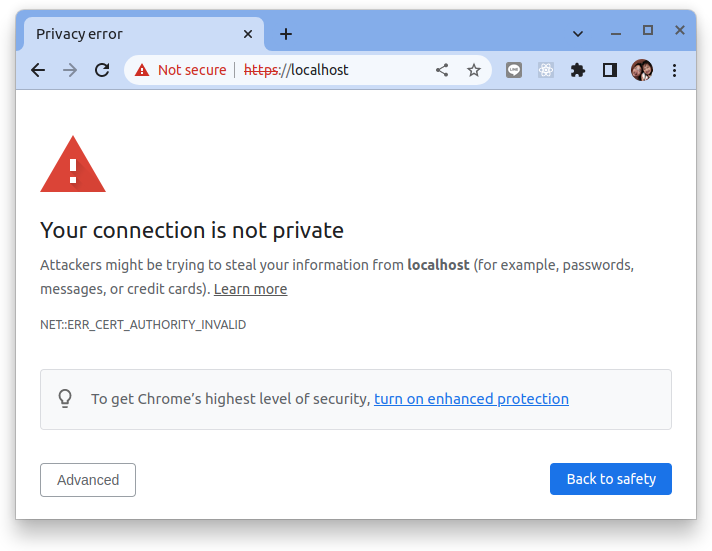 Privacy error
Not secure https://localhost
Your connection is not private
Attackers might be trying to steal your information from localhost (for example, passwords,
messages, or credit cards). Learn more
NET::ERR_CERT_AUTHORITY_INVALID
To get Chrome’s highest level of security, turn on enhanced protection
Advanced
Back to safety